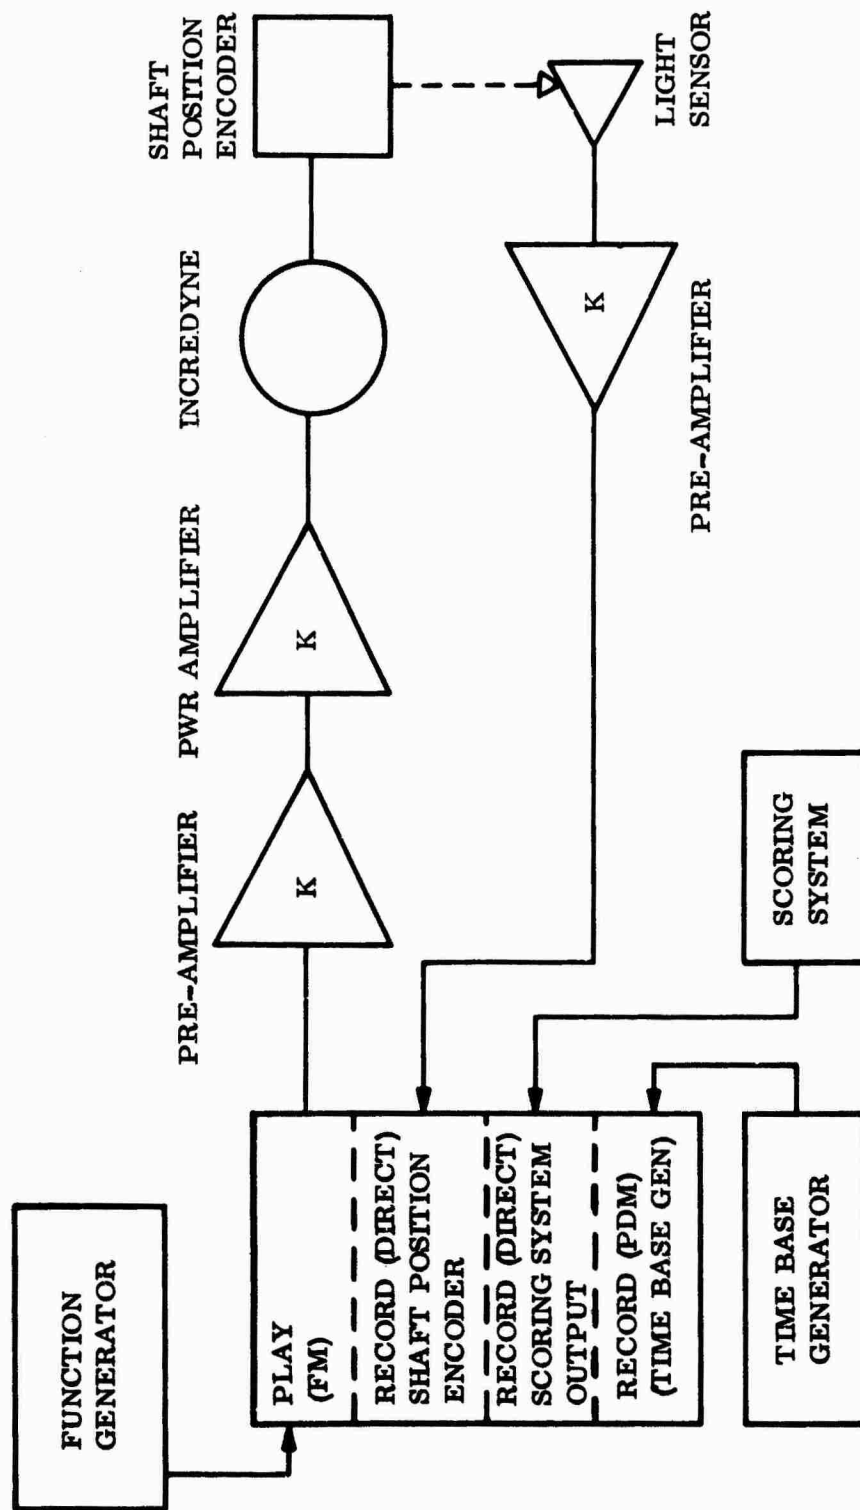 FUNCTION
GENERATOR
PLAY
(FM)
RECORD (DIRECT)
SHAFT POSITION
ENCODER
RECORD (DIRECT)
SCORING SYSTEM
OUTPUT
RECORD (PDM)
(TIME BASE GEN)
TIME BASE
GENERATOR
SCORING
SYSTEM
PRE-AMPLIFIER
K
PWR AMPLIFIER
K
INCREDYNE
SHAFT
POSITION
ENCODER
LIGHT
SENSOR
K
PRE-AMPLIFIER